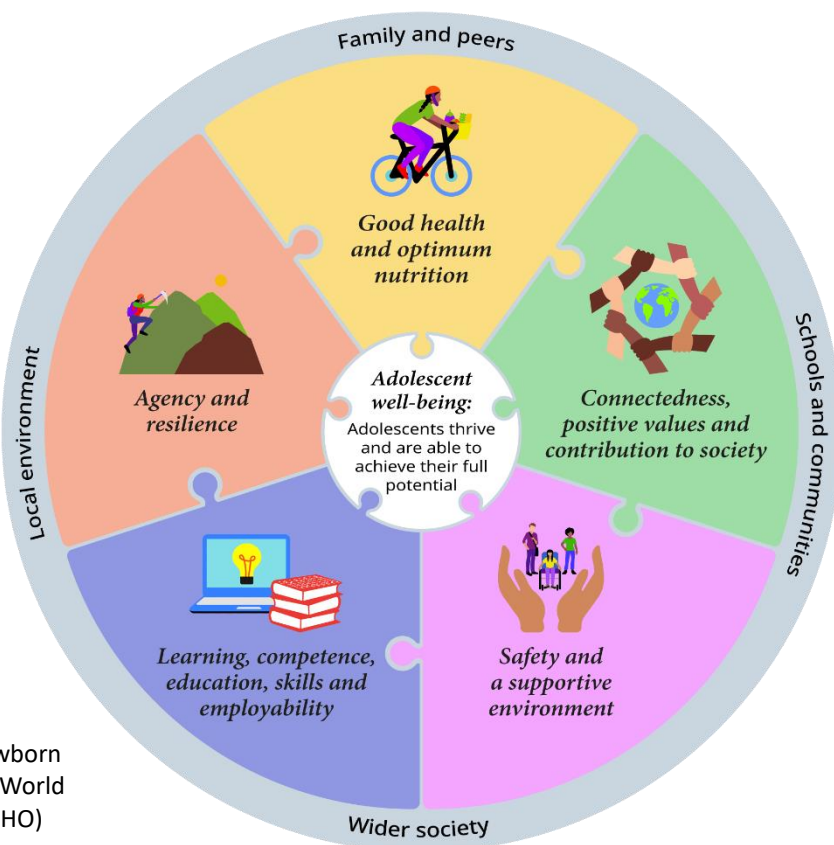 Family and peers
Good health
and optimum
nutrition
Schools and communities
Connectedness,
positive values and
contribution to society
Adolescent
well-being:
Adolescents thrive
and are able to
achieve their full
potential
Local environment
Agency and
resilience
Learning, competence,
education, skills and
employability
Safety and
a supportive
environment
Wider society
World